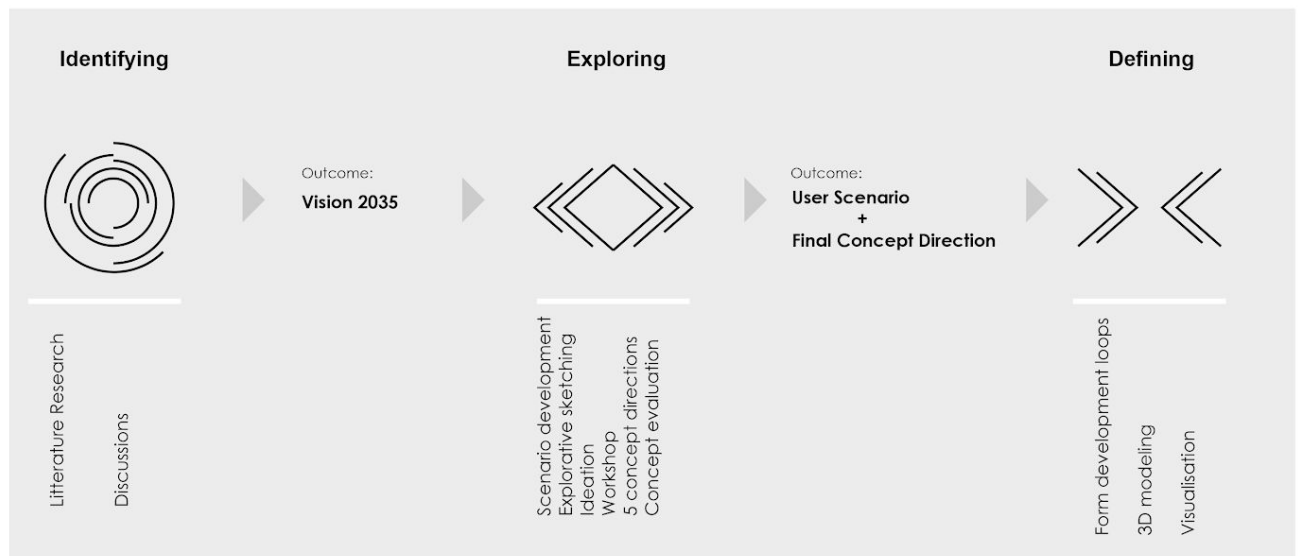 Identifying
Exploring
Defining
Outcome:
Vision 2035
Outcome:
User Scenario
+
Final Concept Direction
Litterature Research
Discussions
Scenario development
Explorative sketching
Ideation
Workshop
5 concept directions
Concept evaluation
Form development loops
3D modeling
Visualisation